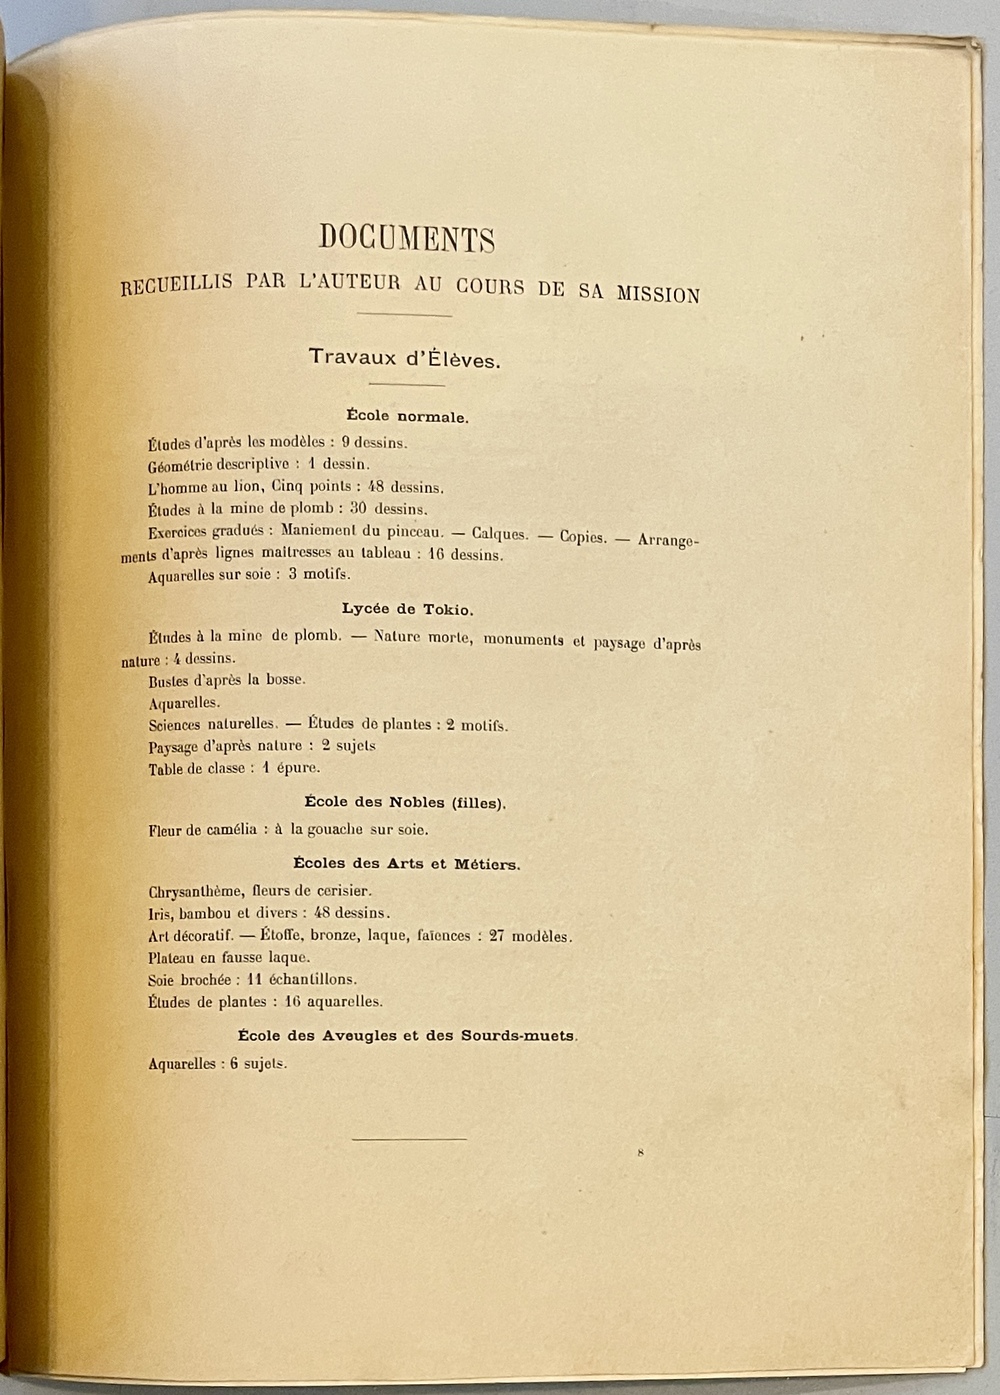 DOCUMENTS
RECUEILLIS PAR L'AUTEUR AU COURS DE SA MISSION
Travaux d'Élèves.
École normale.
Études d'après les modèles : 9 dessins.
Géométrie descriptive : 1 dessin.
L'homme au lion, Cinq points : 48 dessins.
Études à la mine de plomb : 30 dessins.
Exercices gradués : Maniement du pinceau. — Calques. — Copies. — Arrange-
ments d'après lignes maîtresses au tableau : 16 dessins.
Aquarelles sur soie : 3 motifs.
Lycée de Tokio.
Études à la mine de plomb. — Nature morte, monuments et paysage d'après
nature : 4 dessins.
Bustes d'après la bosse.
Aquarelles.
Sciences naturelles. — Études de plantes : 2 motifs.
Paysage d'après nature : 2 sujets
Table de classe : 1 épure.
École des Nobles (filles).
Fleur de camélia : à la gouache sur soie.
Écoles des Arts et Métiers.
Chrysanthème, fleurs de cerisier.
Iris, bambou et divers : 48 dessins.
Art décoratif. — Étoffe, bronze, laque, faïences : 27 modèles.
Plateau en fausse laque.
Soie brochée : 11 échantillons.
Études de plantes : 16 aquarelles.
École des Aveugles et des Sourds-muets.
Aquarelles : 6 sujets.
8